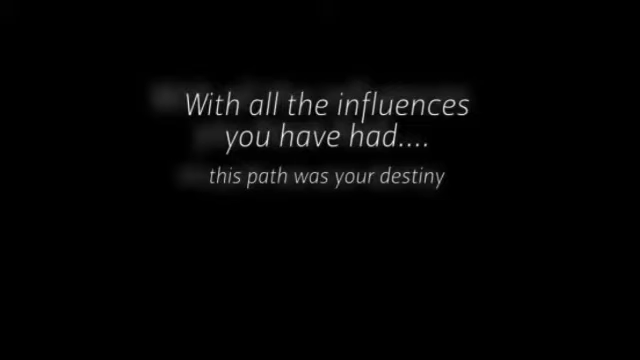 With all the influences
you have had....
this path was your destiny